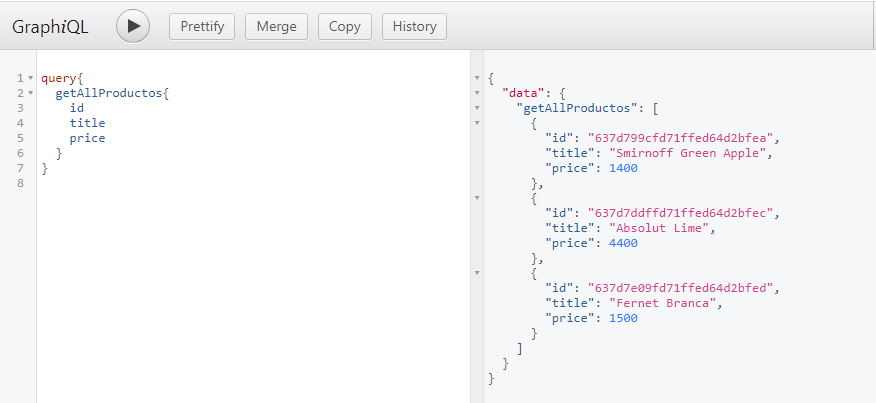 GraphiQL Prettify Merge Copy History
1 query{
2 getAllProductos{
3 id
4 title
5 price
6 }
7 }
8
{
"data": {
"getAllProductos": [
{
"id": "637d799cfd71ffed64d2bfea",
"title": "Smirnoff Green Apple",
"price": 1400
},
{
"id": "637d7ddffd71ffed64d2bfec",
"title": "Absolut Lime",
"price": 4400
},
{
"id": "637d7e09fd71ffed64d2bfed",
"title": "Fernet Branca",
"price": 1500
}
]
}
}